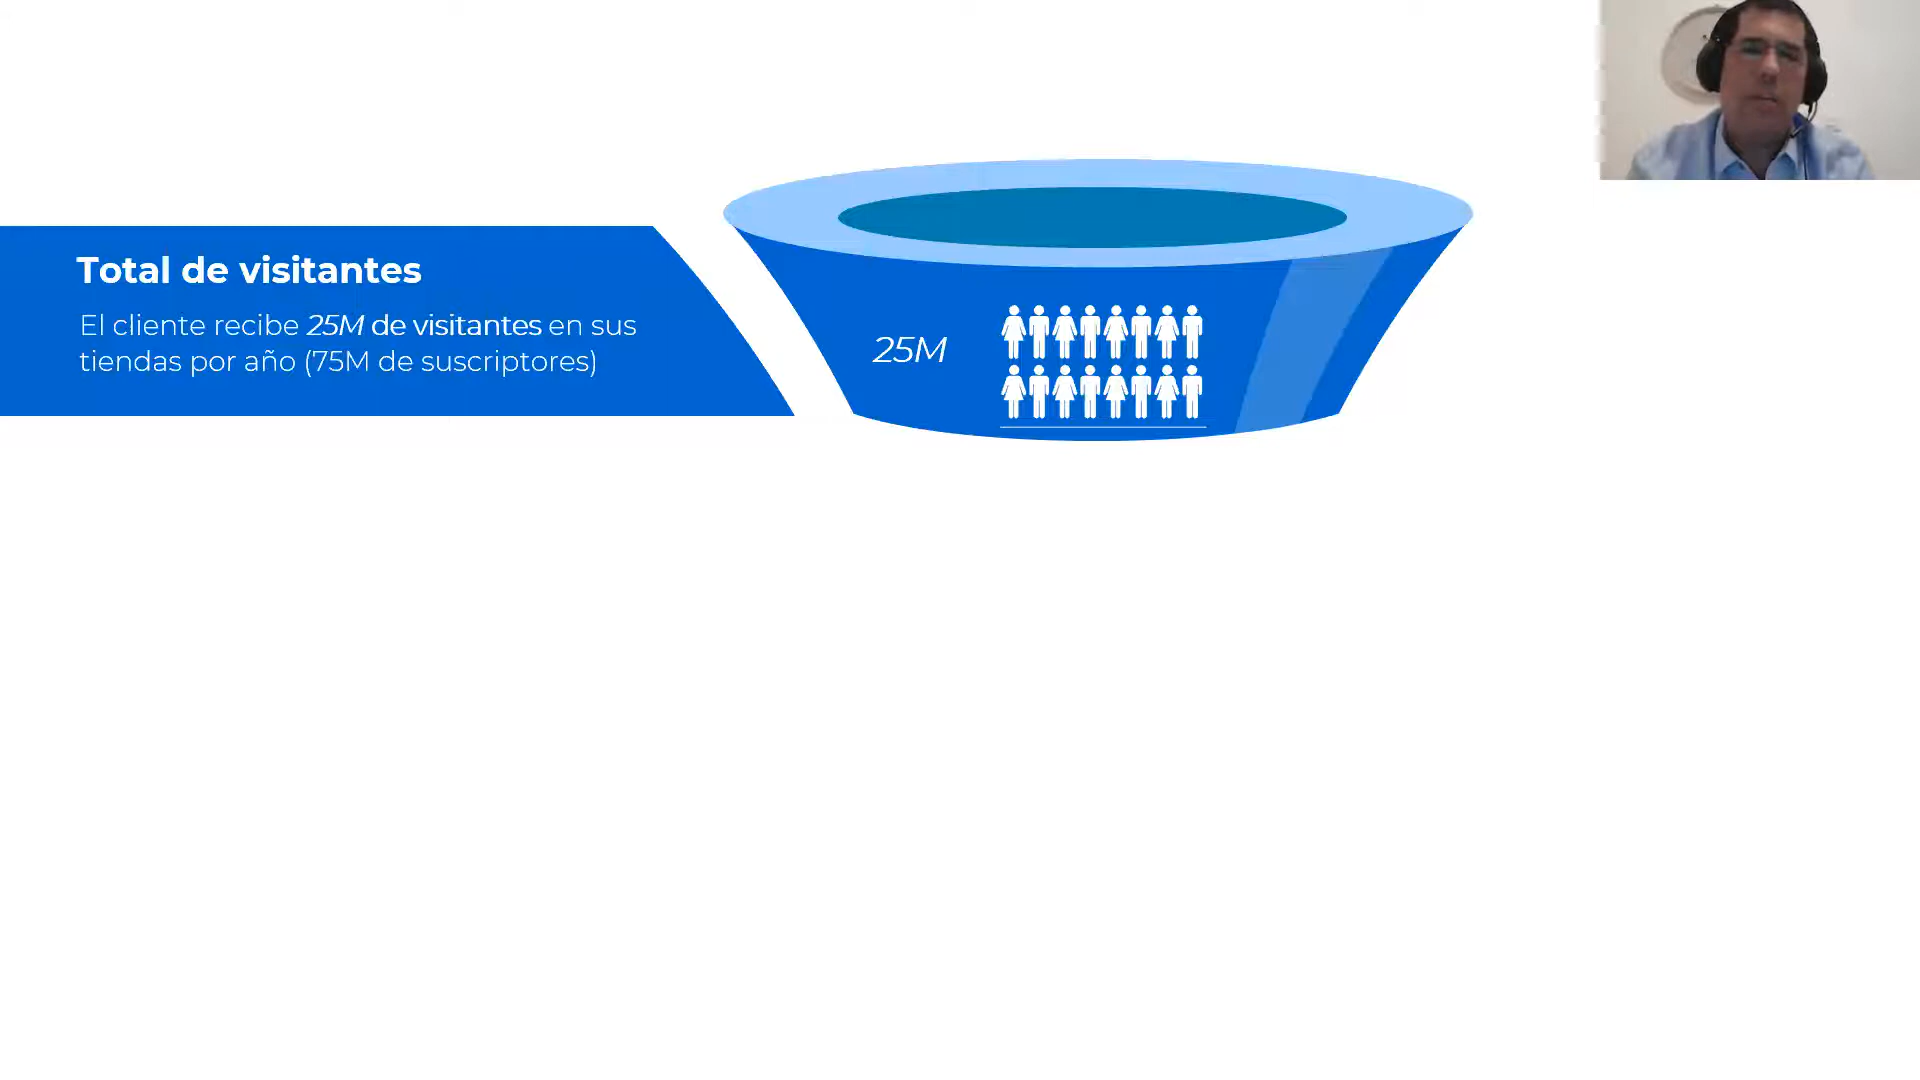 Total de visitantes
El cliente recibe 25M de visitantes en sus
tiendas por año (75M de suscriptores)
25M